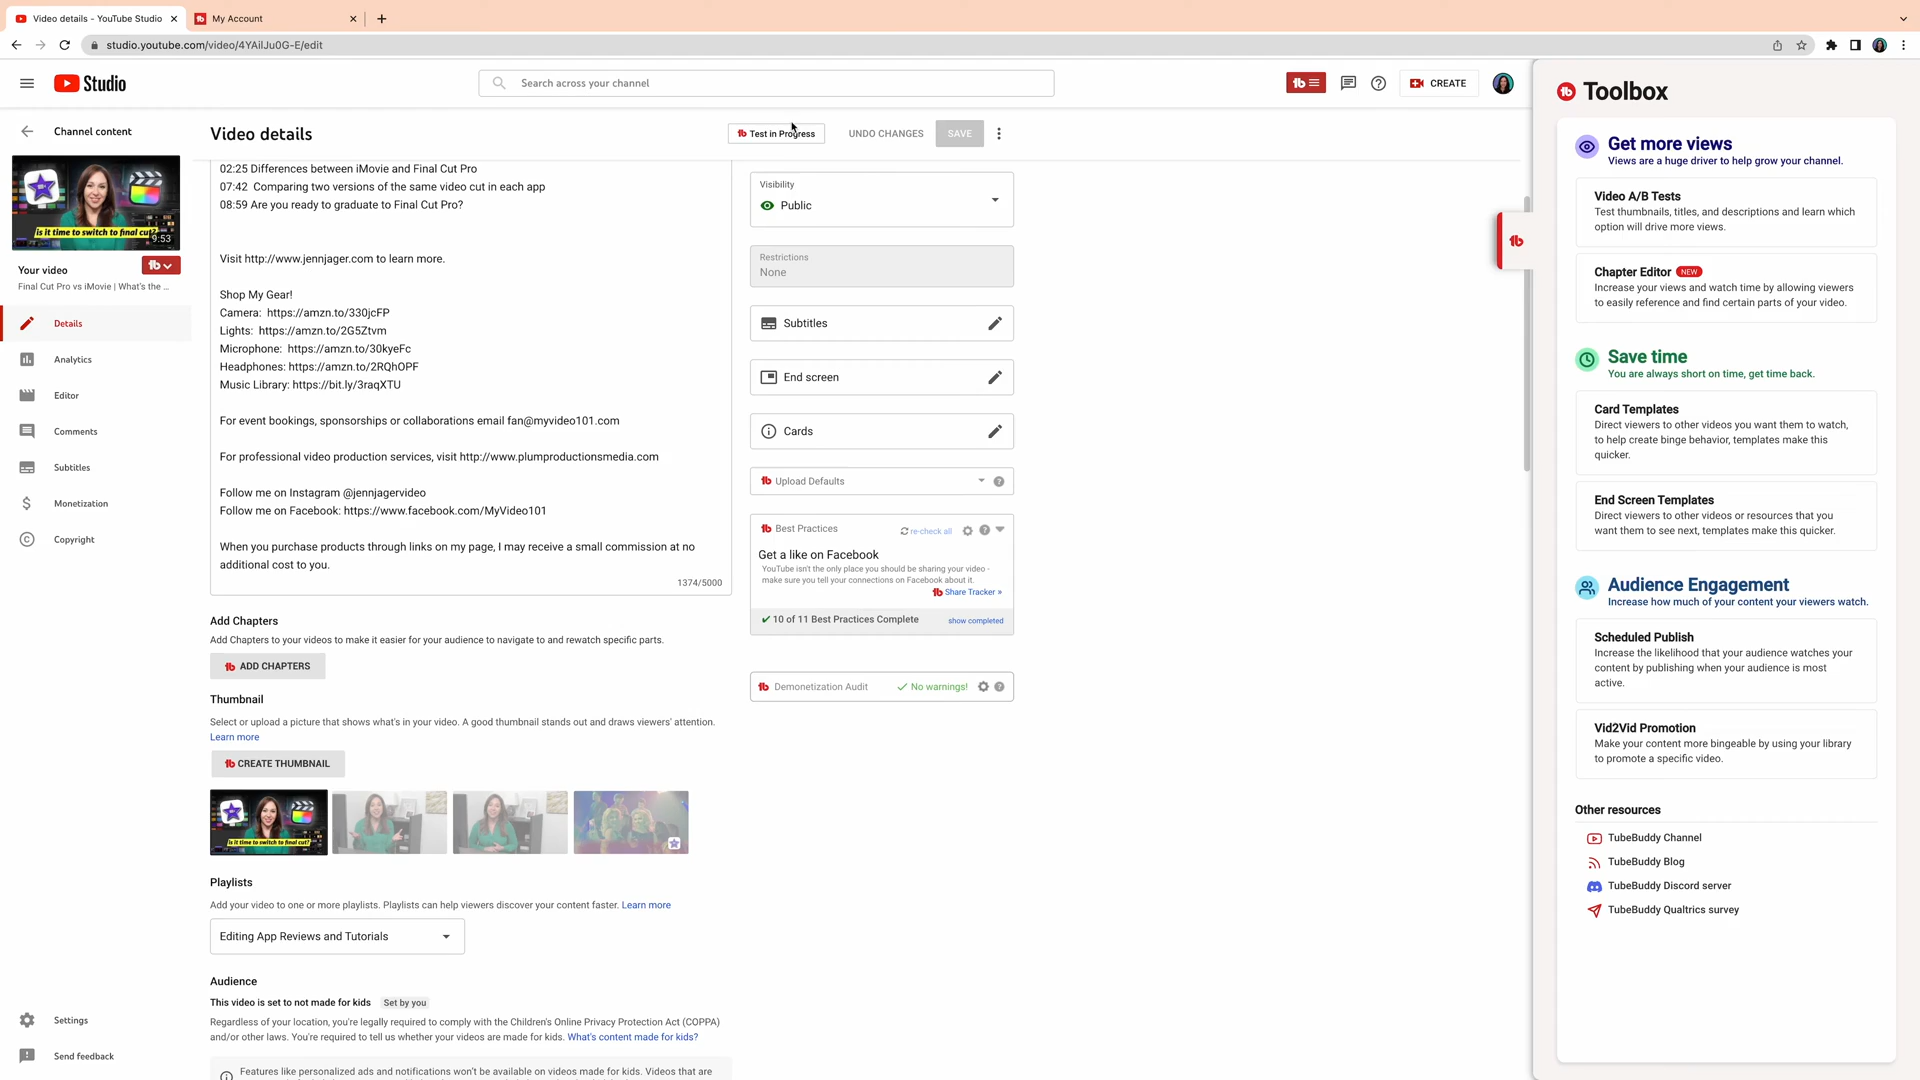 Video details - YouTube Studio
My Account
studio.youtube.com/video/4YAilJu0G-E/edit
Studio
Search across your channel
CREATE
Channel content
is it time to switch to final cut?
9:53
Your video
Final Cut Pro vs iMovie | What's the ...
Details
Analytics
Editor
Comments
Subtitles
Monetization
Copyright
Settings
Send feedback
Video details
Test in Progress
UNDO CHANGES
SAVE
02:25 Differences between iMovie and Final Cut Pro
07:42 Comparing two versions of the same video cut in each app
08:59 Are you ready to graduate to Final Cut Pro?
Visit http://www.jennjager.com to learn more.
Shop My Gear!
Camera: https://amzn.to/330jcFP
Lights: https://amzn.to/2G5Ztvm
Microphone: https://amzn.to/30kyeFc
Headphones: https://amzn.to/2RQhOPF
Music Library: https://bit.ly/3raqXTU
For event bookings, sponsorships or collaborations email fan@myvideo101.com
For professional video production services, visit http://www.plumproductionsmedia.com
Follow me on Instagram @jennjagervideo
Follow me on Facebook: https://www.facebook.com/MyVideo101
When you purchase products through links on my page, I may receive a small commission at no
additional cost to you.
1374/5000
Add Chapters
Add Chapters to your videos to make it easier for your audience to navigate to and rewatch specific parts.
ADD CHAPTERS
Thumbnail
Select or upload a picture that shows what's in your video. A good thumbnail stands out and draws viewers' attention.
Learn more
CREATE THUMBNAIL
is it time to switch to final cut?
Playlists
Add your video to one or more playlists. Playlists can help viewers discover your content faster. Learn more
Editing App Reviews and Tutorials
Audience
This video is set to not made for kids Set by you
Regardless of your location, you're legally required to comply with the Children's Online Privacy Protection Act (COPPA)
and/or other laws. You're required to tell us whether your videos are made for kids. What's content made for kids?
Features like personalized ads and notifications won't be available on videos made for kids. Videos that are
Visibility
Public
Restrictions
None
Subtitles
End screen
Cards
Upload Defaults
Best Practices
re-check all
Get a like on Facebook
YouTube isn't the only place you should be sharing your video -
make sure you tell your connections on Facebook about it.
Share Tracker »
10 of 11 Best Practices Complete
show completed
Demonetization Audit
No warnings!
Toolbox
Get more views
Views are a huge driver to help grow your channel.
Video A/B Tests
Test thumbnails, titles, and descriptions and learn which
option will drive more views.
Chapter Editor NEW
Increase your views and watch time by allowing viewers
to easily reference and find certain parts of your video.
Save time
You are always short on time, get time back.
Card Templates
Direct viewers to other videos you want them to watch,
to help create binge behavior, templates make this
quicker.
End Screen Templates
Direct viewers to other videos or resources that you
want them to see next, templates make this quicker.
Audience Engagement
Increase how much of your content your viewers watch.
Scheduled Publish
Increase the likelihood that your audience watches your
content by publishing when your audience is most
active.
Vid2Vid Promotion
Make your content more bingeable by using your library
to promote a specific video.
Other resources
TubeBuddy Channel
TubeBuddy Blog
TubeBuddy Discord server
TubeBuddy Qualtrics survey